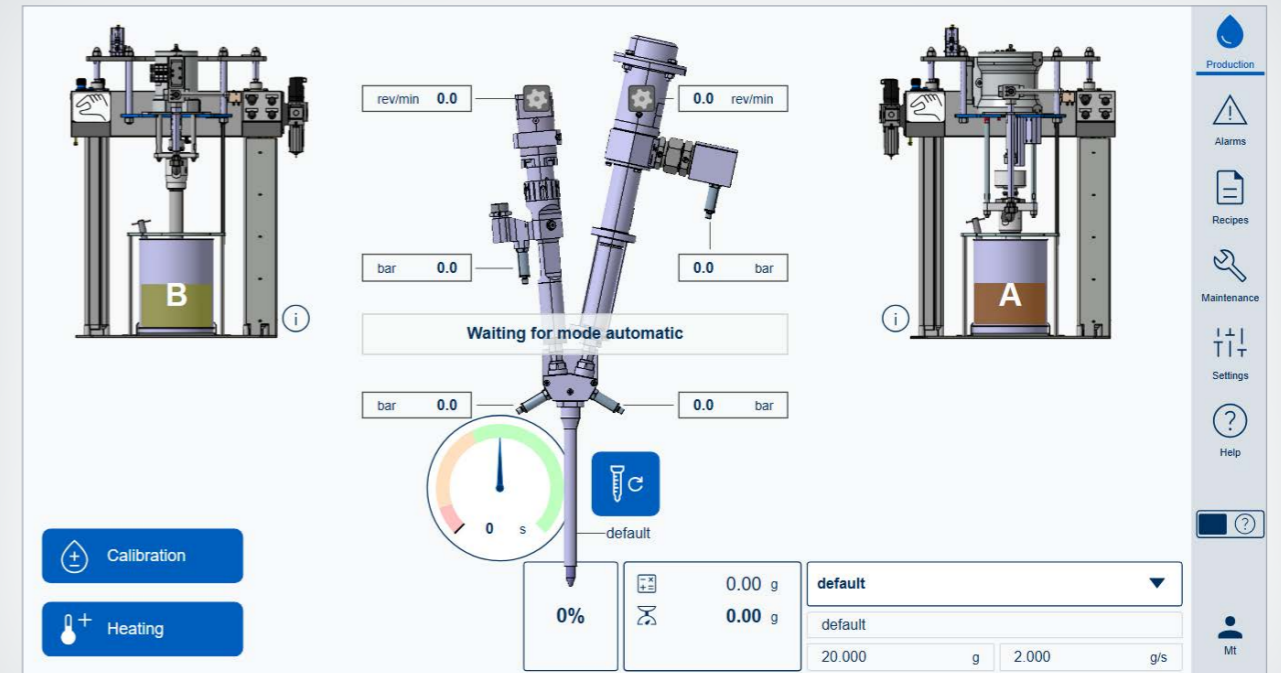 Production
rev/min 0.0
0.0 rev/min
Alarms
Recipes
bar 0.0
0.0 bar
B
A
Maintenance
Waiting for mode automatic
Settings
bar 0.0
0.0 bar
Help
0 s
default
Calibration
0.00 g
default
0% 0.00 g
Heating
default
Mt
20.000 g 2.000 g/s